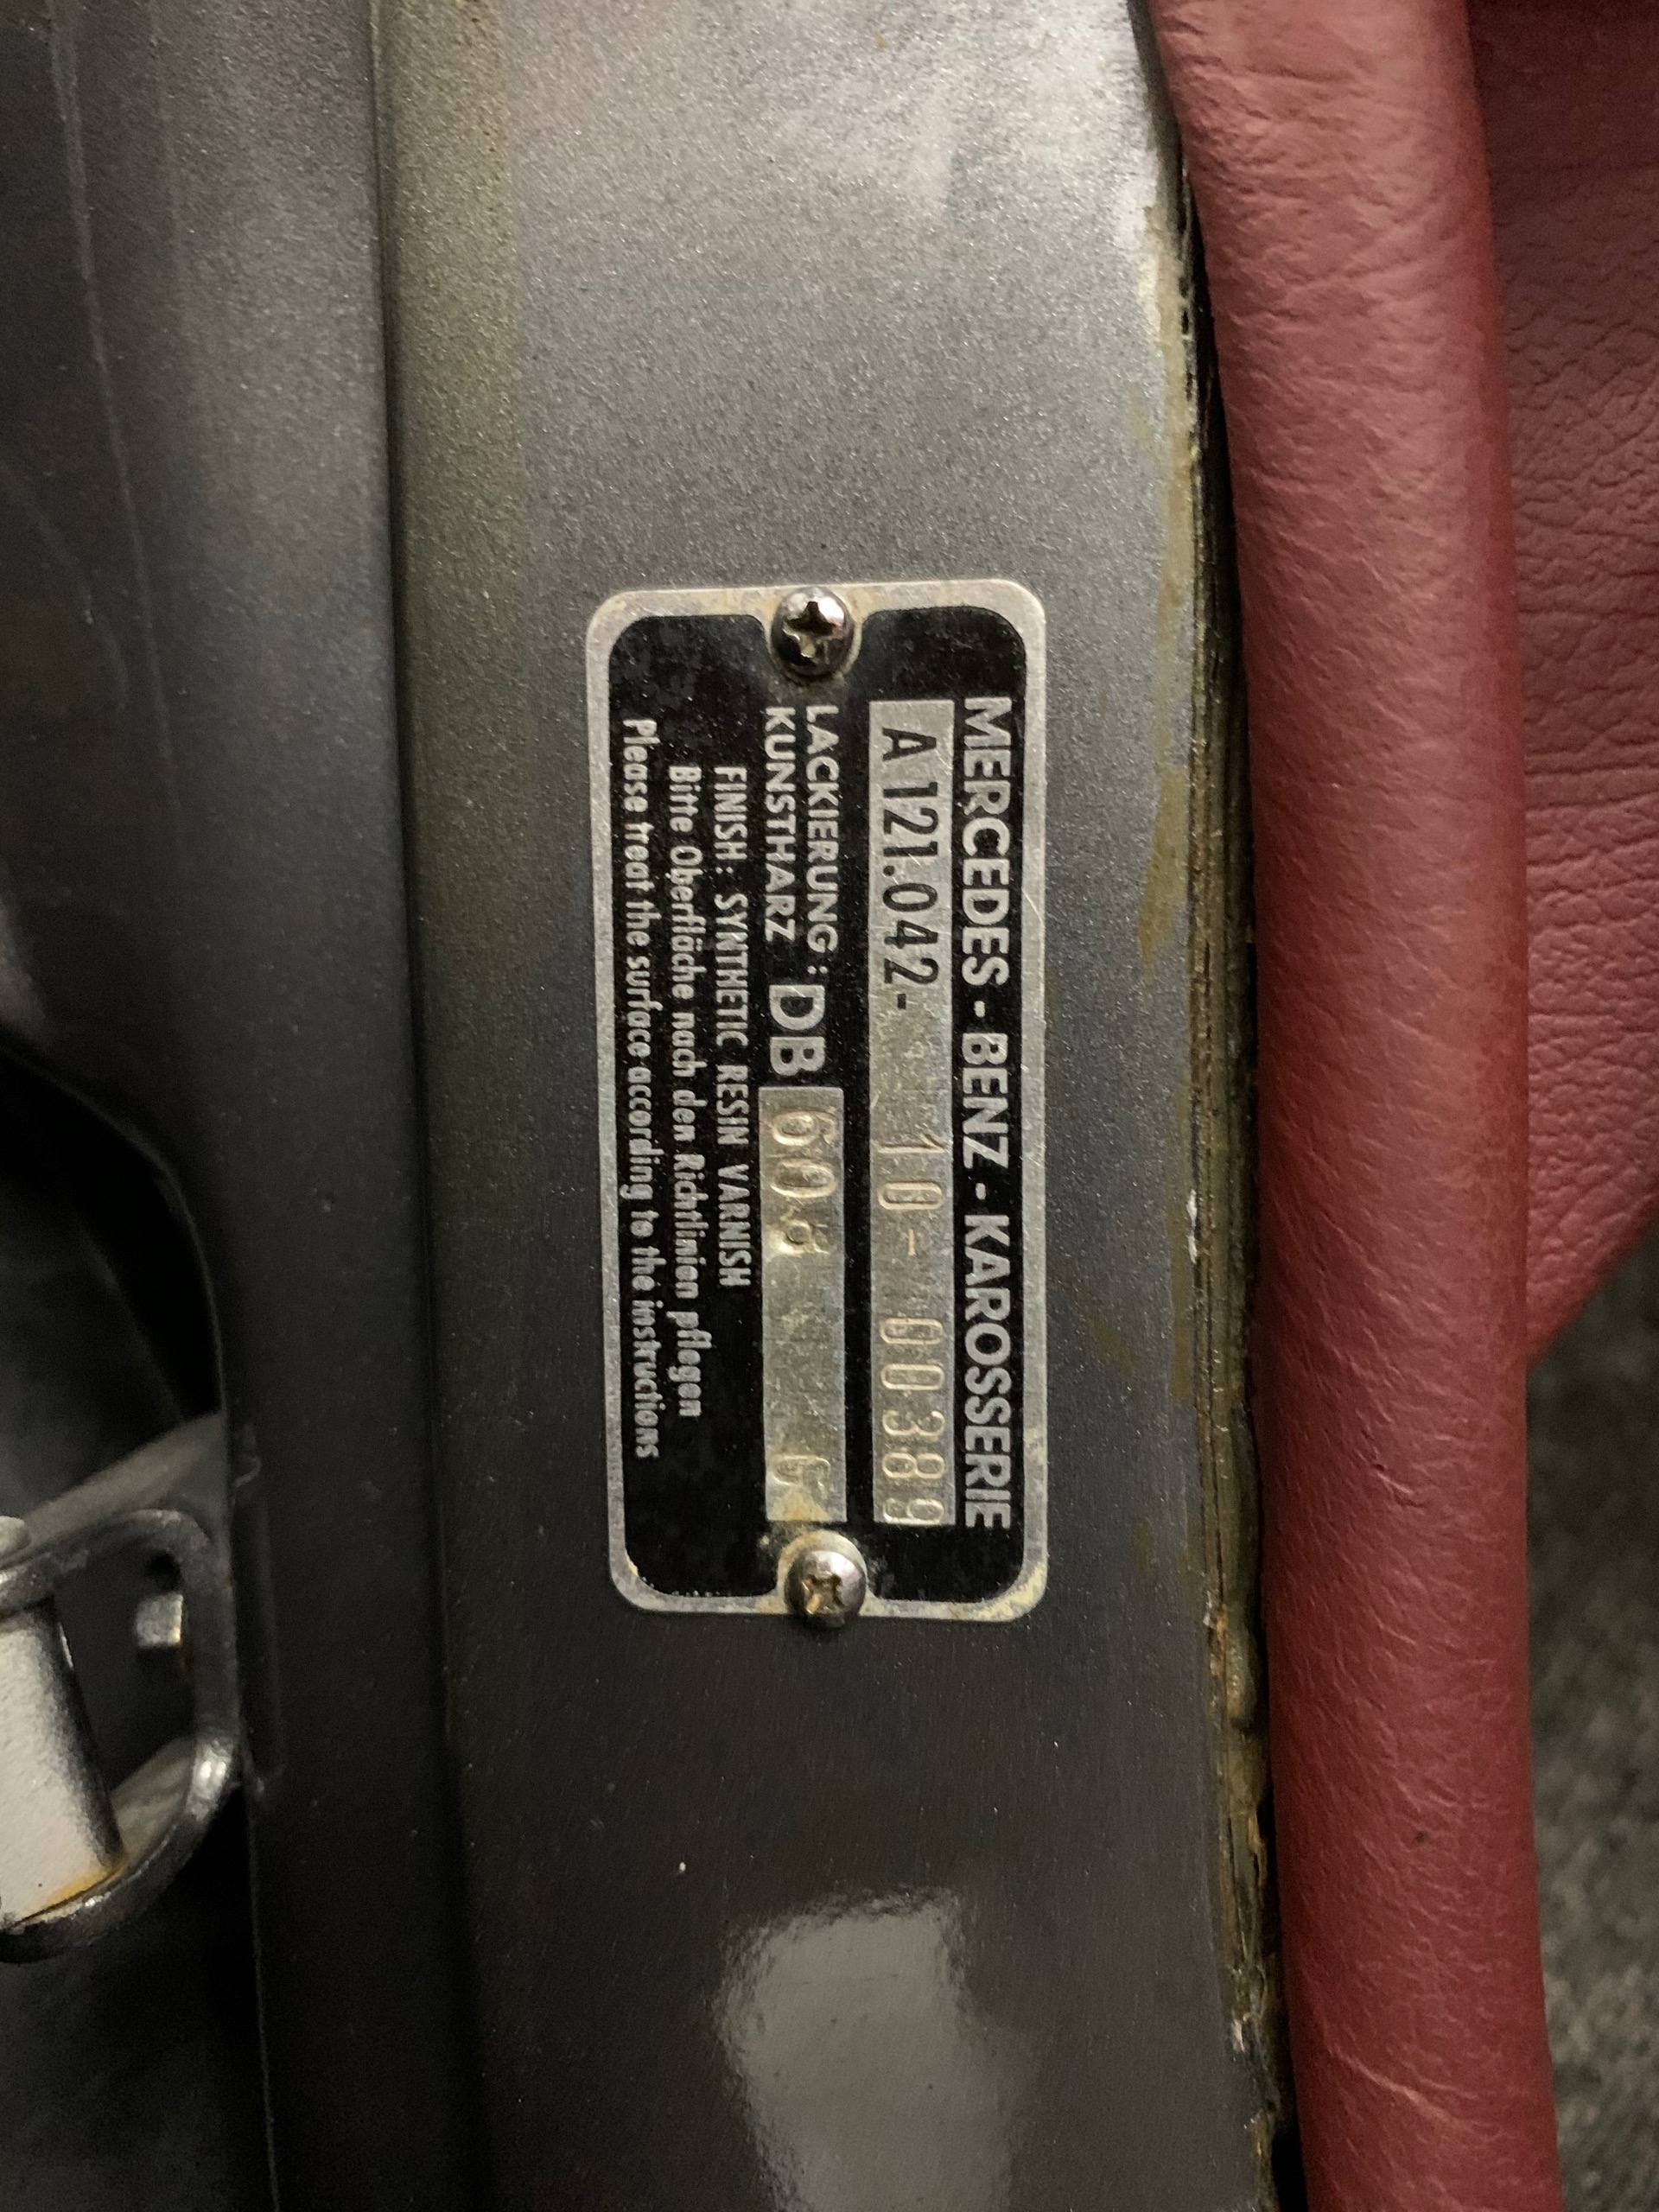 MERCEDES - BENZ - KAROSSERIE
A 121.042- 10 - 00389
LACKIERUNG:
KUNSTHARZ DB 608 G
FINISH: SYNTHETIC RESIN VARNISH
Bitte Oberfläche nach den Richtlinien pflegen
Please treat the surface according to the instructions